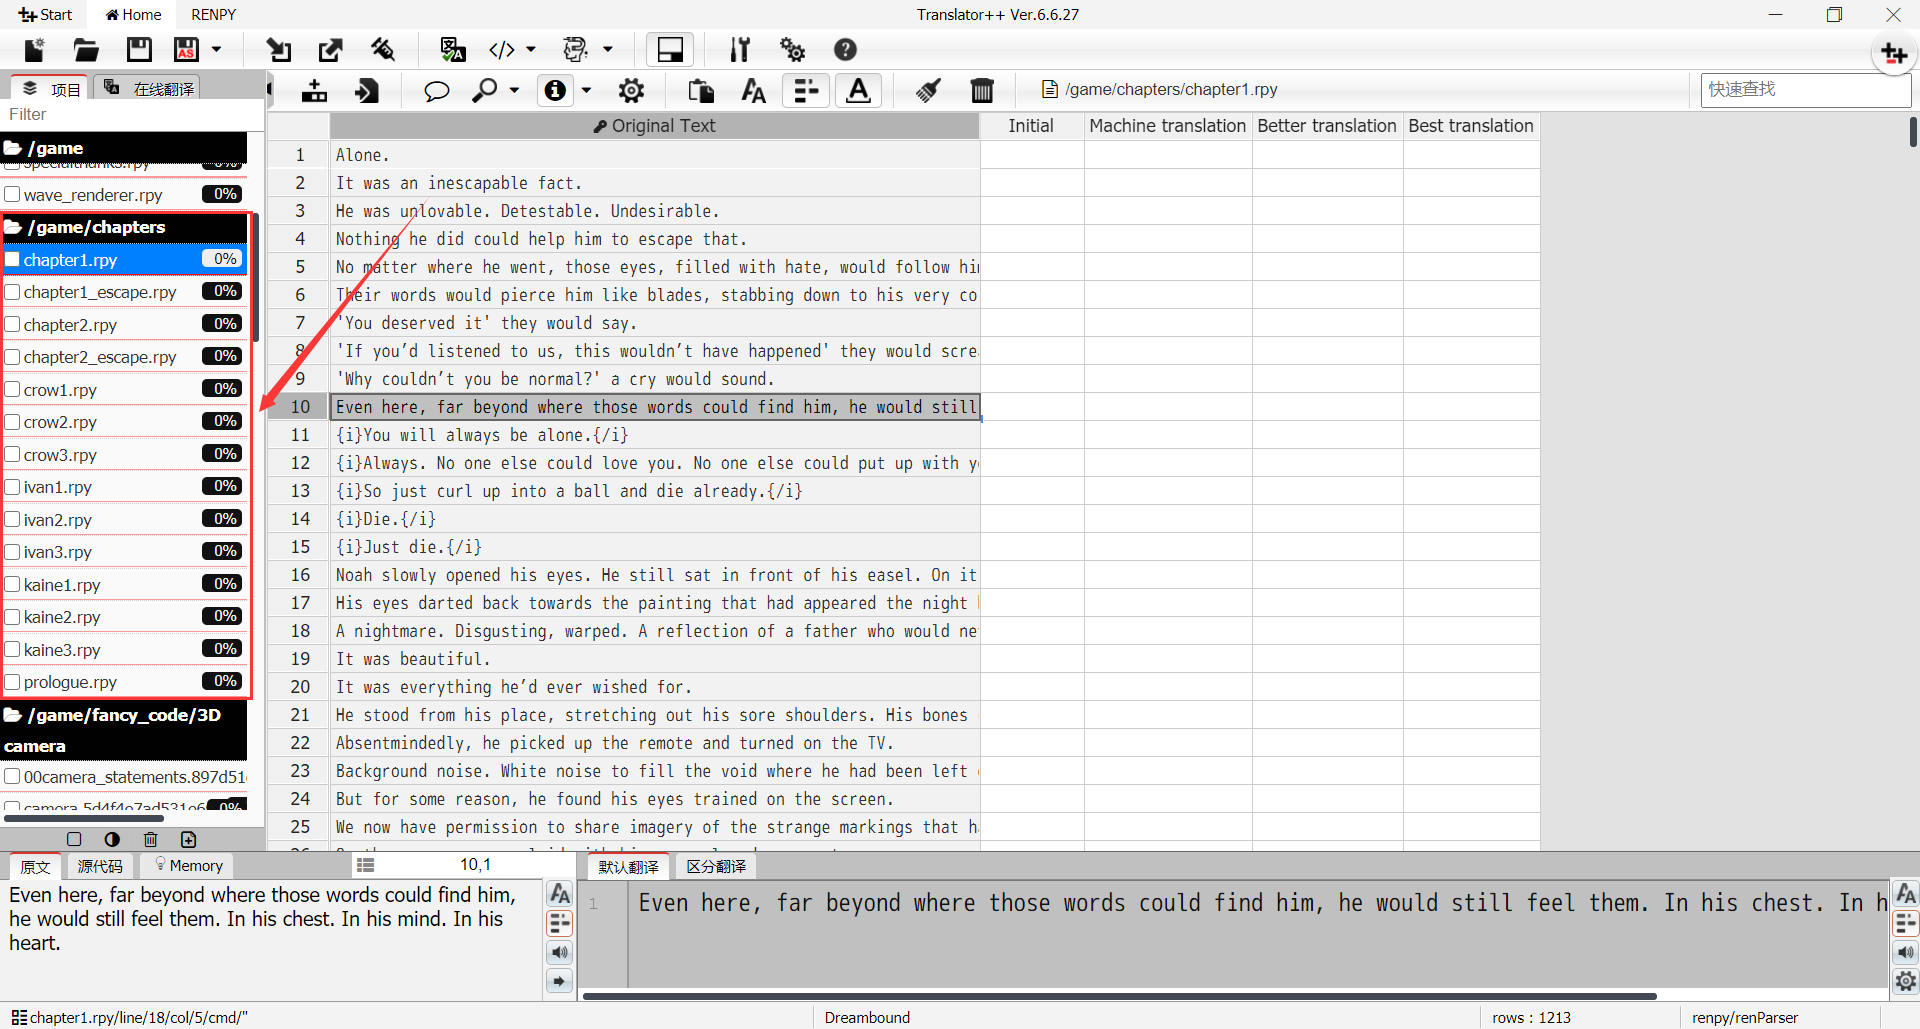 Start
Home
RENPY
Translator++ Ver.6.6.27
AS
项目
在线翻译
/game/chapters/chapter1.rpy
快速查找
Filter
/game
specialthanks.rpy 0%
wave_renderer.rpy 0%
/game/chapters
chapter1.rpy 0%
chapter1_escape.rpy 0%
chapter2.rpy 0%
chapter2_escape.rpy 0%
crow1.rpy 0%
crow2.rpy 0%
crow3.rpy 0%
ivan1.rpy 0%
ivan2.rpy 0%
ivan3.rpy 0%
kaine1.rpy 0%
kaine2.rpy 0%
kaine3.rpy 0%
prologue.rpy 0%
/game/fancy_code/3D
camera
00camera_statements.897d51
0%
Original Text Initial Machine translation Better translation Best translation
1 Alone.
2 It was an inescapable fact.
3 He was unlovable. Detestable. Undesirable.
4 Nothing he did could help him to escape that.
5 No matter where he went, those eyes, filled with hate, would follow hi
6 Their words would pierce him like blades, stabbing down to his very co
7 'You deserved it' they would say.
8 'If you’d listened to us, this wouldn’t have happened' they would scre
9 'Why couldn’t you be normal?' a cry would sound.
10 Even here, far beyond where those words could find him, he would still
11 {i}You will always be alone.{/i}
12 {i}Always. No one else could love you. No one else could put up with y
13 {i}So just curl up into a ball and die already.{/i}
14 {i}Die.{/i}
15 {i}Just die.{/i}
16 Noah slowly opened his eyes. He still sat in front of his easel. On it
17 His eyes darted back towards the painting that had appeared the night
18 A nightmare. Disgusting, warped. A reflection of a father who would ne
19 It was beautiful.
20 It was everything he’d ever wished for.
21 He stood from his place, stretching out his sore shoulders. His bones
22 Absentmindedly, he picked up the remote and turned on the TV.
23 Background noise. White noise to fill the void where he had been left
24 But for some reason, he found his eyes trained on the screen.
25 We now have permission to share imagery of the strange markings that h
原文
源代码
Memory
10,1
默认翻译
区分翻译
Even here, far beyond where those words could find him,
he would still feel them. In his chest. In his mind. In his
heart.
1 Even here, far beyond where those words could find him, he would still feel them. In his chest. In h
chapter1.rpy/line/18/col/5/cmd/"
Dreambound
rows : 1213
renpy/renParser